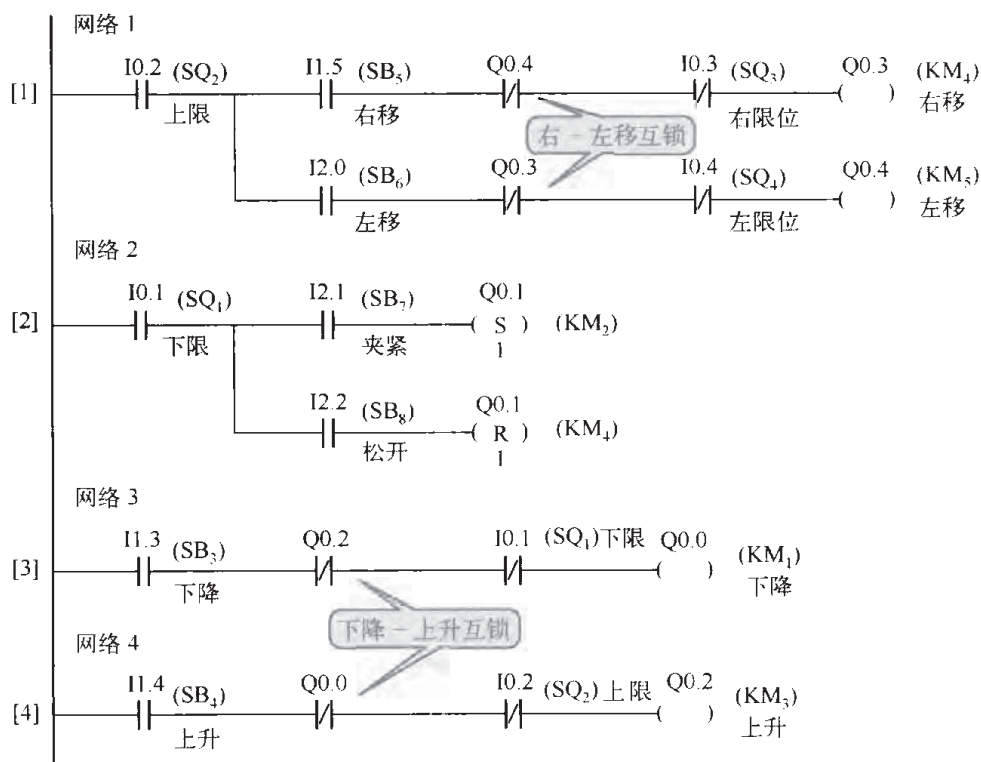 网络 1
I0.2 (SQ₂) I1.5 (SB₅) Q0.4 I0.3 (SQ₃) Q0.3 (KM₄)
[1] 上限 右移 右限位 ( ) 右移
右 - 左移互锁
I2.0 (SB₆) Q0.3 I0.4 (SQ₄) Q0.4 (KM₅)
左移 左限位 ( ) 左移
网络 2
I0.1 (SQ₁) I2.1 (SB₇) Q0.1
[2] 下限 夹紧 ( S ) (KM₂)
1
I2.2 (SB₈) Q0.1
松开 ( R ) (KM₄)
1
网络 3
I1.3 (SB₃) Q0.2 I0.1 (SQ₁)下限 Q0.0 (KM₁)
[3] 下降 ( ) 下降
下降 - 上升互锁
网络 4
I1.4 (SB₄) Q0.0 I0.2 (SQ₂)上限 Q0.2 (KM₃)
[4] 上升 ( ) 上升